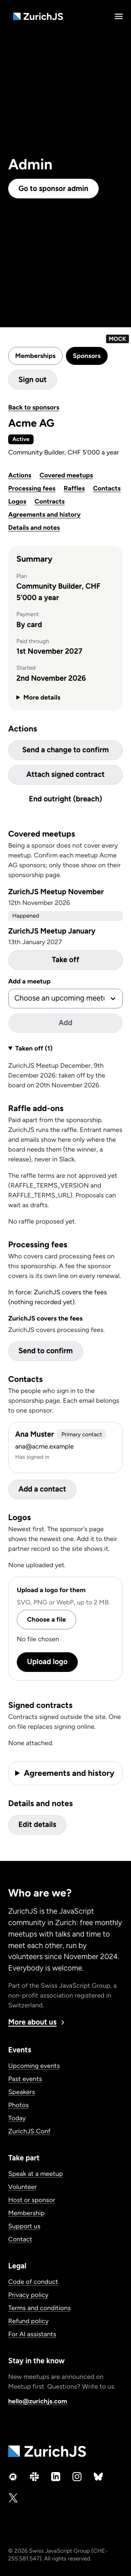 ZurichJS
Admin
Go to sponsor admin
MOCK
Memberships
Sponsors
Sign out
Back to sponsors
Acme AG
Active
Community Builder, CHF 5'000 a year
Actions
Covered meetups
Processing fees
Raffles
Contacts
Logos
Contracts
Agreements and history
Details and notes
Summary
Plan
Community Builder, CHF
5'000 a year
Payment
By card
Paid through
1st November 2027
Started
2nd November 2026
More details
Actions
Send a change to confirm
Attach signed contract
End outright (breach)
Covered meetups
Being a sponsor does not cover every
meetup. Confirm each meetup Acme
AG sponsors; only those show on their
sponsorship page.
ZurichJS Meetup November
12th November 2026
Happened
ZurichJS Meetup January
13th January 2027
Take off
Add a meetup
Choose an upcoming meet
Add
Taken off (1)
ZurichJS Meetup December, 9th
December 2026: taken off by the
board on 20th November 2026
Raffle add-ons
Paid apart from the sponsorship.
ZurichJS runs the raffle. Entrant names
and emails show here only where the
board needs them (the winner, a
release), never in Slack.
The raffle terms are not approved yet
(RAFFLE_TERMS_VERSION and
RAFFLE_TERMS_URL). Proposals can
wait as drafts.
No raffle proposed yet.
Processing fees
Who covers card processing fees on
this sponsorship. A fee the sponsor
covers is its own line on every renewal.
In force: ZurichJS covers the fees
(nothing recorded yet).
ZurichJS covers the fees
ZurichJS covers processing fees.
Send to confirm
Contacts
The people who sign in to the
sponsorship page. Each email belongs
to one sponsor.
Ana Muster
Primary contact
ana@acme.example
Has signed in
Add a contact
Logos
Newest first. The sponsor's page
shows the newest one. Add it to their
partner record so the site shows it.
None uploaded yet.
Upload a logo for them
SVG, PNG or WebP, up to 2 MB.
Choose a file
No file chosen
Upload logo
Signed contracts
Contracts signed outside the site. One
on file replaces signing online.
None attached.
Agreements and history
Details and notes
Edit details
Who are we?
ZurichJS is the JavaScript
community in Zurich: free monthly
meetups with talks and time to
meet each other, run by
volunteers since November 2024.
Everybody is welcome.
Part of the Swiss JavaScript Group, a
non-profit association registered in
Switzerland.
More about us
Events
Upcoming events
Past events
Speakers
Photos
Today
ZurichJS Conf
Take part
Speak at a meetup
Volunteer
Host or sponsor
Membership
Support us
Contact
Legal
Code of conduct
Privacy policy
Terms and conditions
Refund policy
For AI assistants
Stay in the know
New meetups are announced on
Meetup first. Questions? Write to us.
hello@zurichjs.com
ZurichJS
© 2026 Swiss JavaScript Group (CHE-
255.581.547). All rights reserved.